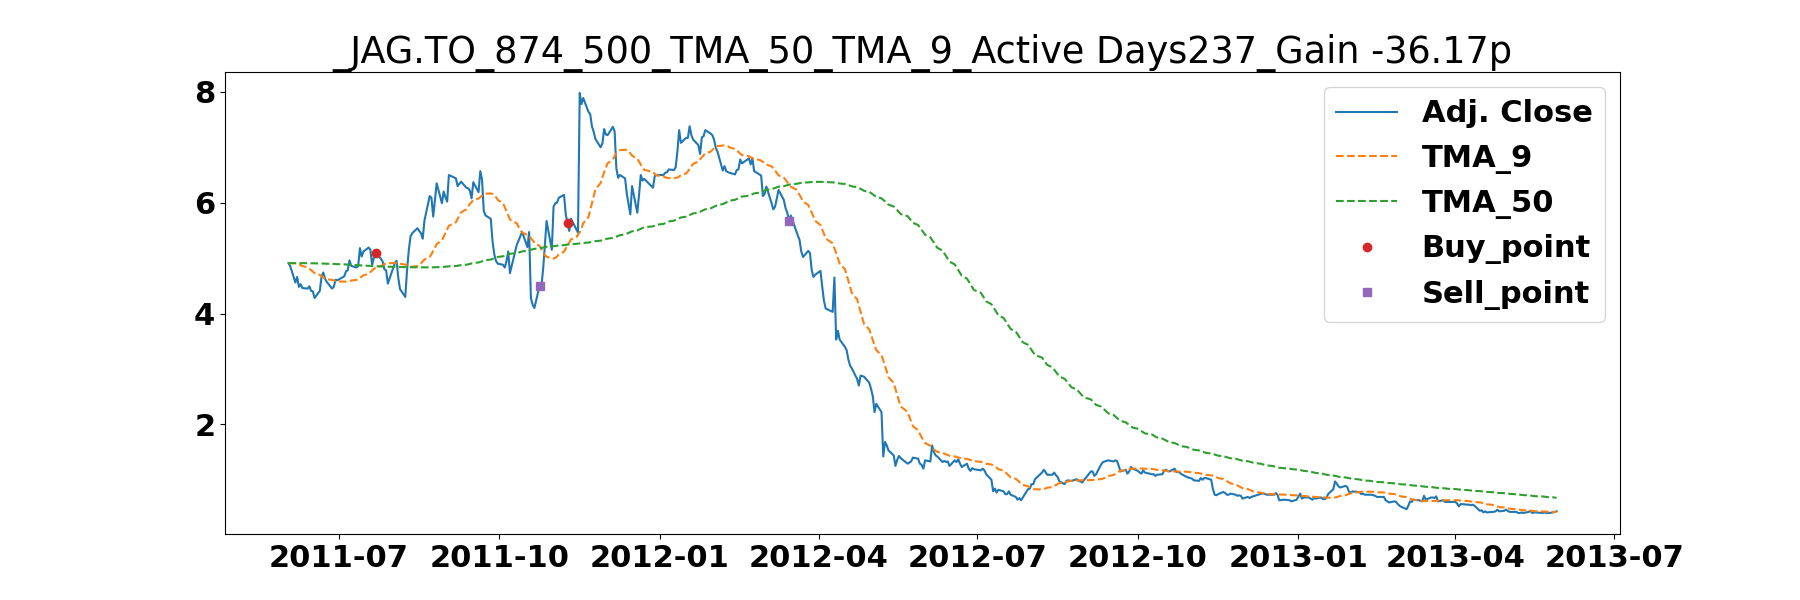 _JAG.TO_874_500_TMA_50_TMA_9_Active Days237_Gain -36.17p
8
6
4
2
Adj. Close
TMA_9
TMA_50
Buy_point
Sell_point
2011-07 2011-10 2012-01 2012-04 2012-07 2012-10 2013-01 2013-04 2013-07